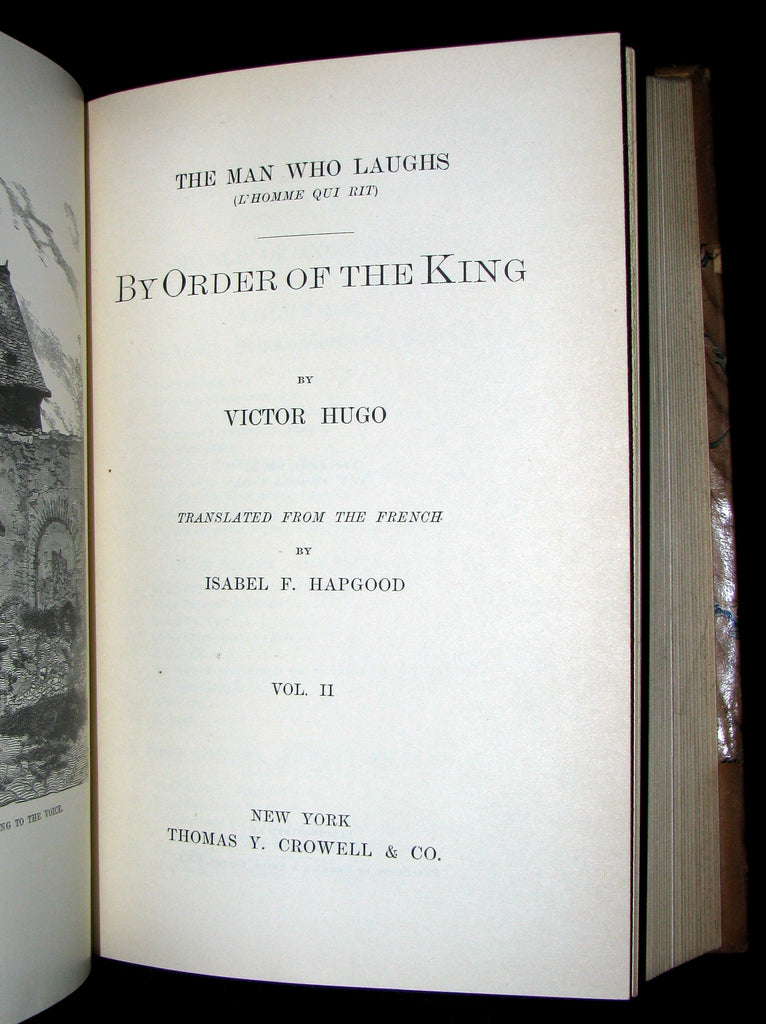 NG TO THE VOICE.
THE MAN WHO LAUGHS
(L'HOMME QUI RIT)
BY ORDER OF THE KING
BY
VICTOR HUGO
TRANSLATED FROM THE FRENCH
BY
ISABEL F. HAPGOOD
VOL. II
NEW YORK
THOMAS Y. CROWELL & CO.